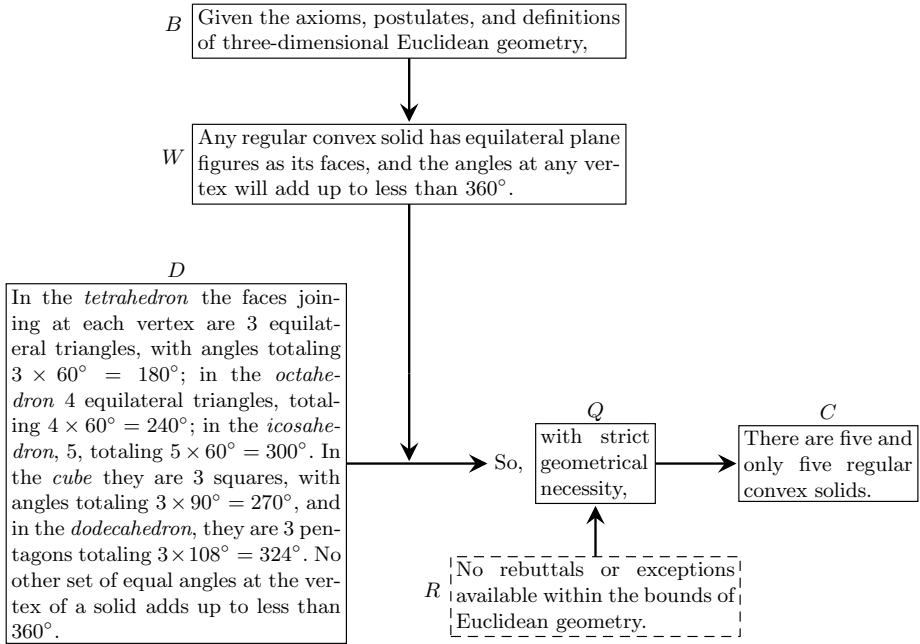 B
Given the axioms, postulates, and definitions
of three-dimensional Euclidean geometry,
W
Any regular convex solid has equilateral plane
figures as its faces, and the angles at any ver-
tex will add up to less than 360°.
D
In the tetrahedron the faces join-
ing at each vertex are 3 equilat-
eral triangles, with angles totaling
3 × 60° = 180°; in the octahe-
dron 4 equilateral triangles, total-
ing 4 × 60° = 240°; in the icosahe-
dron, 5, totaling 5 × 60° = 300°. In
the cube they are 3 squares, with
angles totaling 3 × 90° = 270°, and
in the dodecahedron, they are 3 pen-
tagons totaling 3×108° = 324°. No
other set of equal angles at the ver-
tex of a solid adds up to less than
360°.
So,
Q
with strict
geometrical
necessity,
C
There are five and
only five regular
convex solids.
R
No rebuttals or exceptions
available within the bounds of
Euclidean geometry.